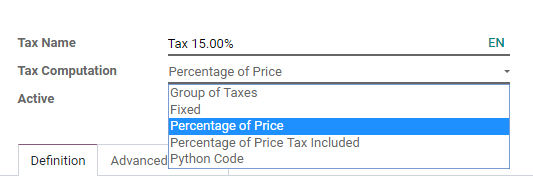 Tax Name Tax 15.00% EN
Tax Computation Percentage of Price
Active
Group of Taxes
Fixed
Percentage of Price
Percentage of Price Tax Included
Python Code
Definition Advanced